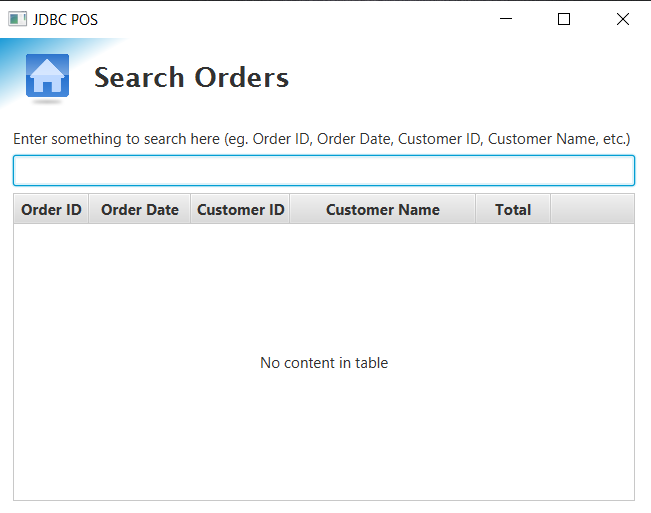 JDBC POS
Search Orders
Enter something to search here (eg. Order ID, Order Date, Customer ID, Customer Name, etc.)
Order ID Order Date Customer ID Customer Name Total
No content in table